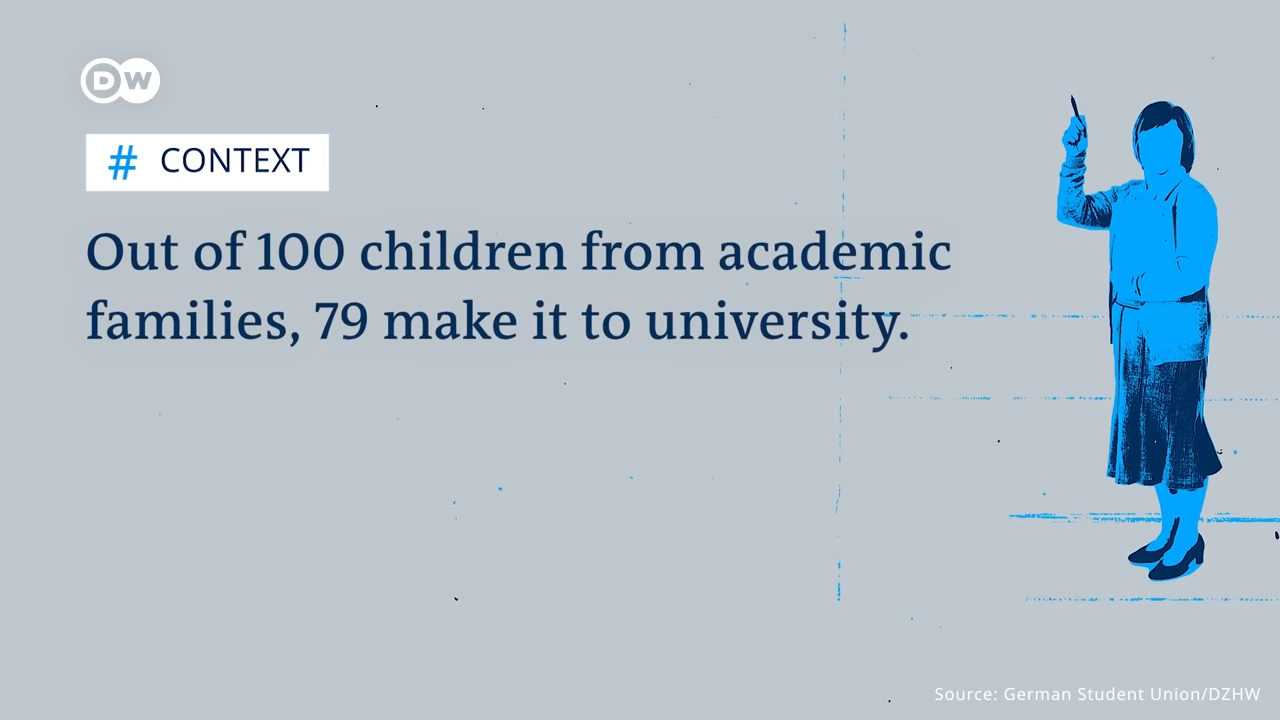 DW
# CONTEXT
Out of 100 children from academic
families, 79 make it to university.
Source: German Student Union/DZHW